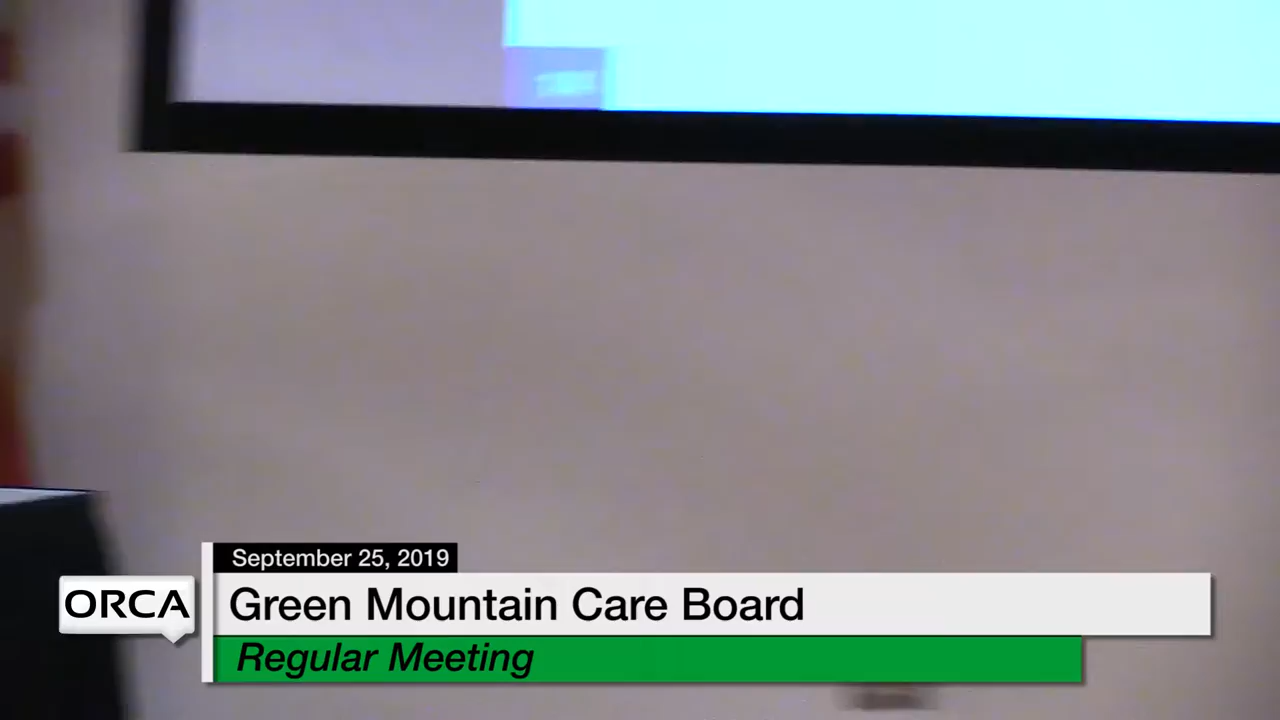 September 25, 2019
ORCA
Green Mountain Care Board
Regular Meeting